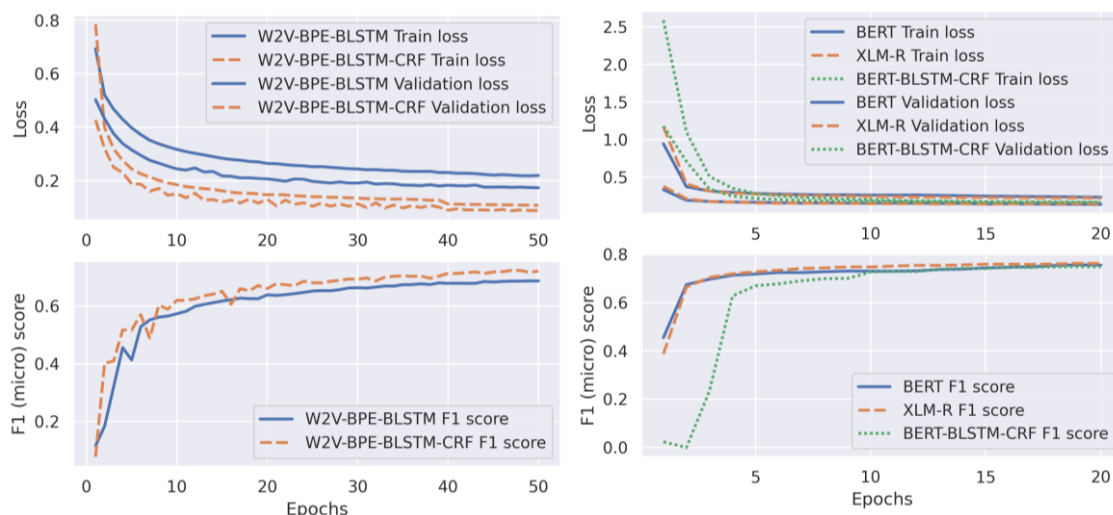 0.8
0.6
0.4
0.2
Loss
W2V-BPE-BLSTM Train loss
W2V-BPE-BLSTM-CRF Train loss
W2V-BPE-BLSTM Validation loss
W2V-BPE-BLSTM-CRF Validation loss
0 10 20 30 40 50
0.6
0.4
0.2
F1 (micro) score
W2V-BPE-BLSTM F1 score
W2V-BPE-BLSTM-CRF F1 score
0 10 20 30 40 50
Epochs
2.5
2.0
1.5
1.0
0.5
Loss
BERT Train loss
XLM-R Train loss
BERT-BLSTM-CRF Train loss
BERT Validation loss
XLM-R Validation loss
BERT-BLSTM-CRF Validation loss
5 10 15 20
0.8
0.6
0.4
0.2
0.0
F1 (micro) score
BERT F1 score
XLM-R F1 score
BERT-BLSTM-CRF F1 score
5 10 15 20
Epochs